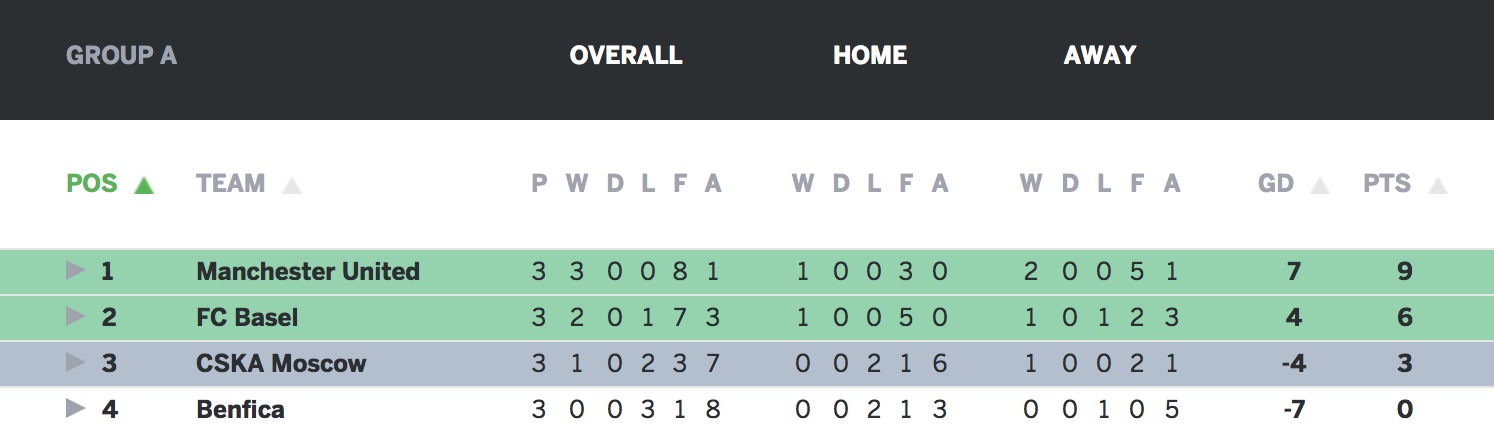 GROUP A OVERALL HOME AWAY
POS TEAM P W D L F A W D L F A W D L F A GD PTS
1 Manchester United 3 3 0 0 8 1 1 0 0 3 0 2 0 0 5 1 7 9
2 FC Basel 3 2 0 1 7 3 1 0 0 5 0 1 0 1 2 3 4 6
3 CSKA Moscow 3 1 0 2 3 7 0 0 2 1 6 1 0 0 2 1 -4 3
4 Benfica 3 0 0 3 1 8 0 0 2 1 3 0 0 1 0 5 -7 0